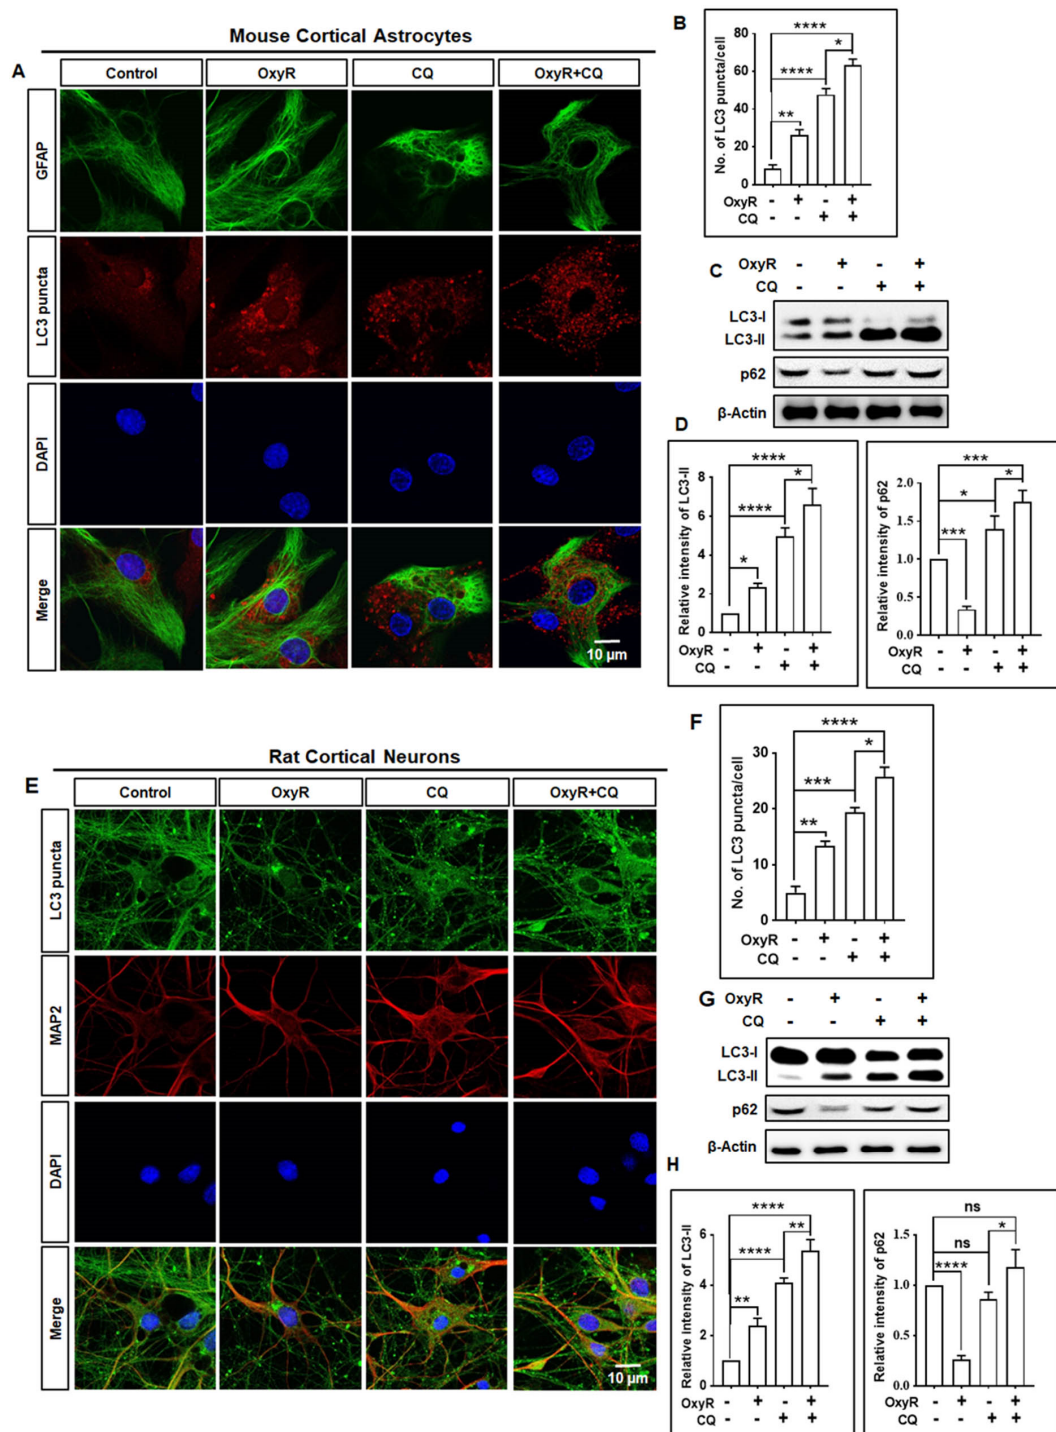 Mouse Cortical Astrocytes
A
Control OxyR CQ OxyR+CQ
GFAP
LC3 puncta
DAPI
Merge
10 µm
B
No. of LC3 puncta/cell
80
60
40
20
0
****
****
*
**
OxyR - + - +
CQ - - + +
C
OxyR - + - +
CQ - - + +
LC3-I
LC3-II
p62
β-Actin
D
Relative intensity of LC3-II
8
6
4
2
0
****
*
****
*
OxyR - + - +
CQ - - + +
Relative intensity of p62
2.0
1.5
1.0
0.5
0.0
***
*
*
***
OxyR - + - +
CQ - - + +
Rat Cortical Neurons
E
Control OxyR CQ OxyR+CQ
LC3 puncta
MAP2
DAPI
Merge
10 µm
F
No. of LC3 puncta/cell
30
20
10
0
****
*
***
**
OxyR - + - +
CQ - - + +
G
OxyR - + - +
CQ - - + +
LC3-I
LC3-II
p62
β-Actin
H
Relative intensity of LC3-II
6
4
2
0
****
**
****
**
OxyR - + - +
CQ - - + +
Relative intensity of p62
1.5
1.0
0.5
0.0
ns
*
ns
****
OxyR - + - +
CQ - - + +